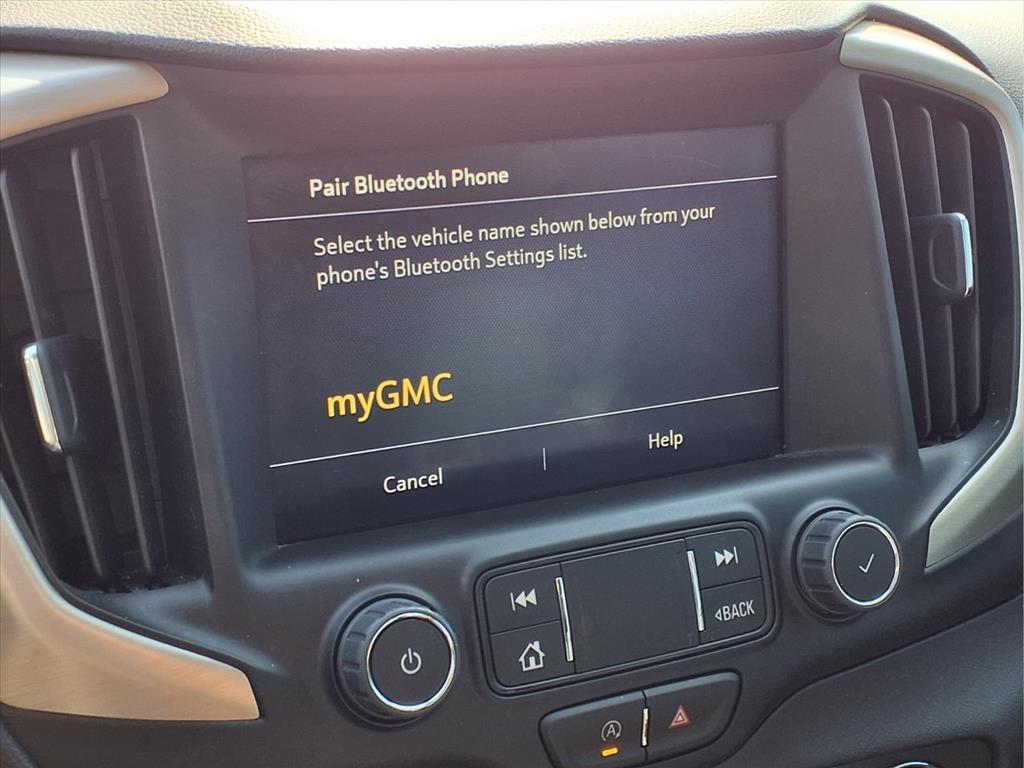 Pair Bluetooth Phone
Select the vehicle name shown below from your
phone's Bluetooth Settings list.
myGMC
Cancel
Help
BACK
A